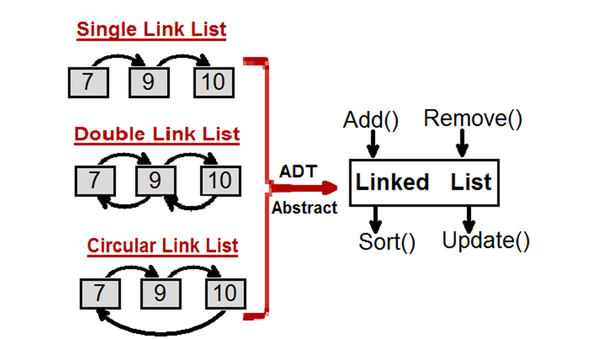 Single Link List
7 9 10
Double Link List
7 9 10
Circular Link List
7 9 10
ADT
Abstract
Add() Remove()
Linked List
Sort() Update()